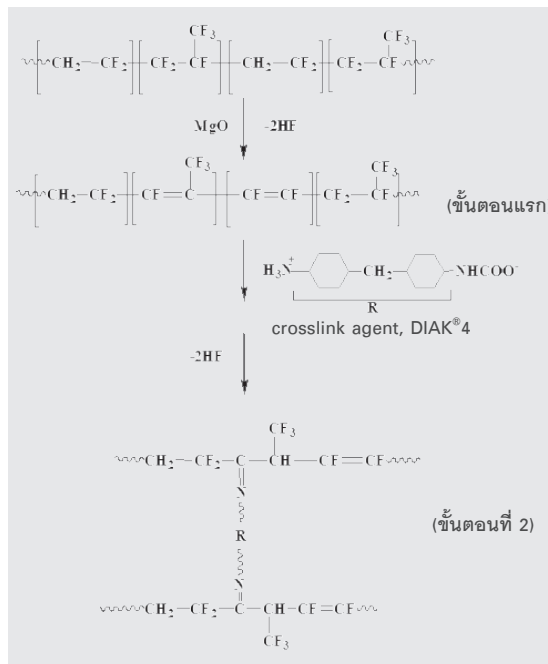 CF₃ CF₃
CH₂—CF₂ CF₂—CF CH₂—CF₂ CF₂—CF
MgO -2HF
CF₃ CF₃
CH₂—CF₂ CF=C CF=CF CF₂—CF
(ขั้นตอนแรก
H₃N⁺ CH₂ NHCOO⁻
R
crosslink agent, DIAK®4
-2HF
CF₃
CH₂—CF₂—C—CH—CF=CF
N
R
(ขั้นตอนที่ 2)
N
CH₂—CF₂—C—CH—CF=CF
CF₃